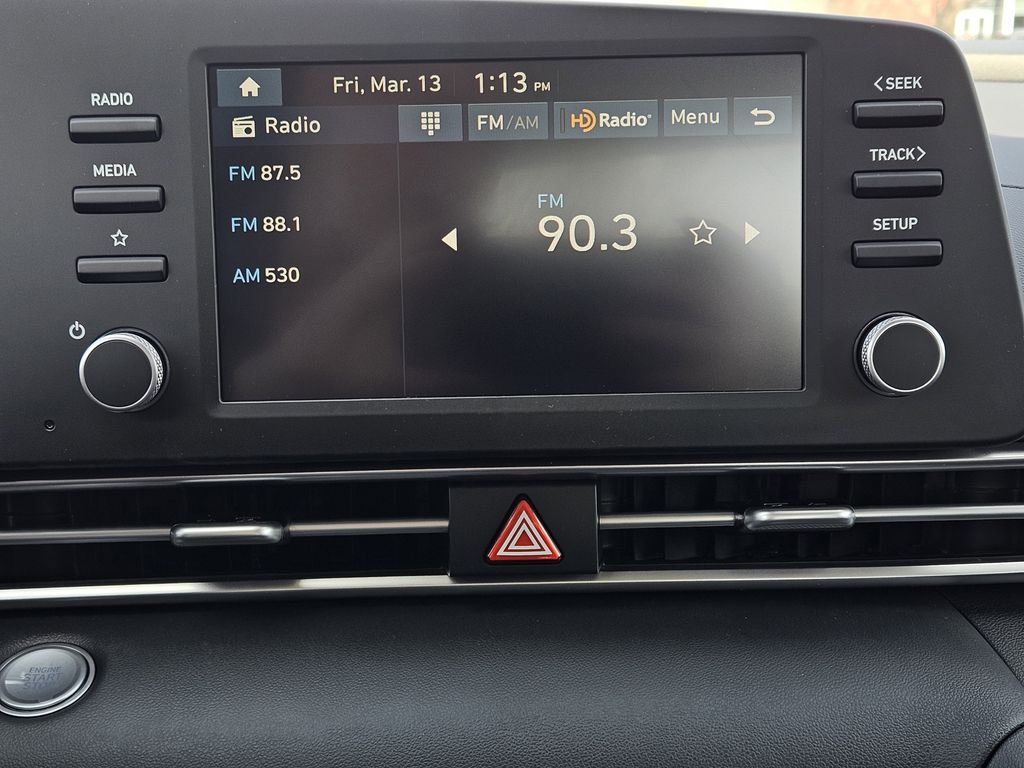 Fri, Mar. 13 1:13 PM
Radio FM/AM HD Radio Menu
RADIO
MEDIA
FM 87.5
FM 88.1
AM 530
FM
90.3
<SEEK
TRACK>
SETUP
ENGINE
START
STOP